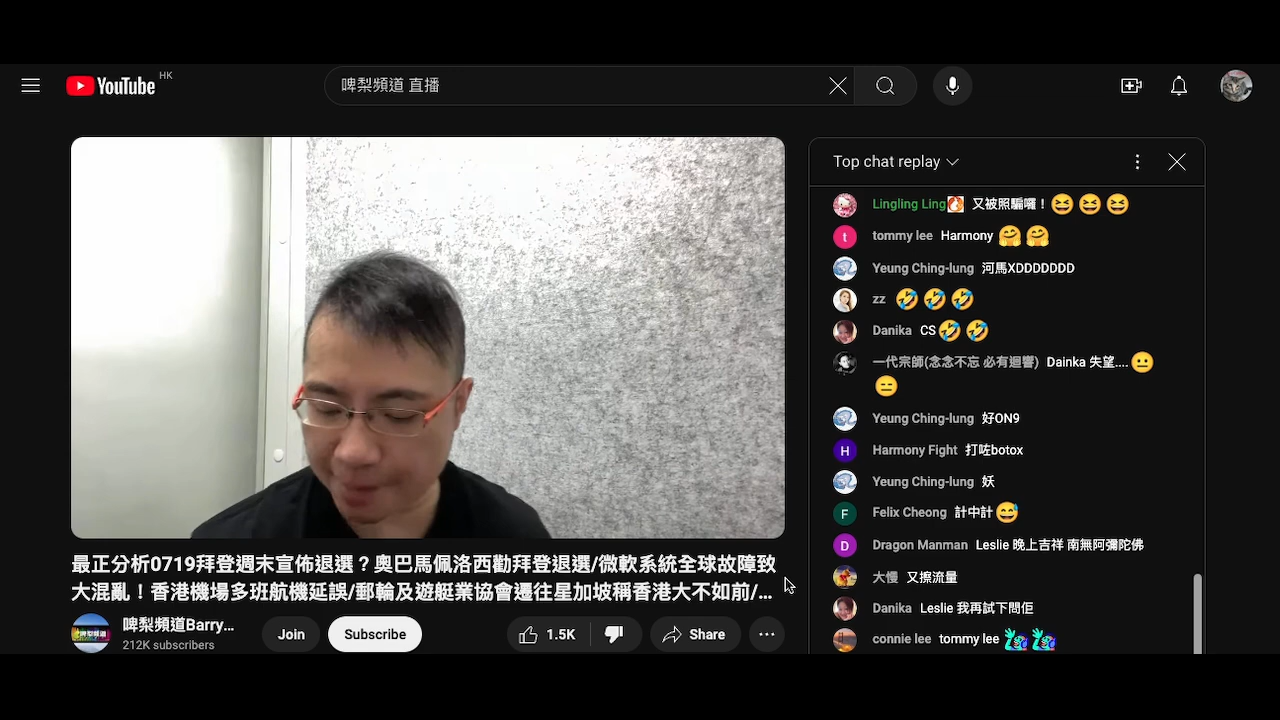 YouTube HK
啤梨頻道 直播
Top chat replay
Lingling Ling 又被照騙囉！
tommy lee Harmony
Yeung Ching-lung 河馬XDDDDDDD
zz
Danika CS
一代宗師(念念不忘 必有迴響) Dainka 失望....
Yeung Ching-lung 好ON9
Harmony Fight 打咗botox
Yeung Ching-lung 妖
Felix Cheong 計中計
Dragon Manman Leslie 晚上吉祥 南無阿彌陀佛
大慢 又擦流量
Danika Leslie 我再試下問佢
connie lee tommy lee
最正分析0719拜登週末宣佈退選？奧巴馬佩洛西勸拜登退選/微軟系統全球故障致
大混亂！香港機場多班航機延誤/郵輪及遊艇業協會遷往星加坡稱香港大不如前/...
啤梨頻道Barry...
212K subscribers
Join
Subscribe
1.5K
Share